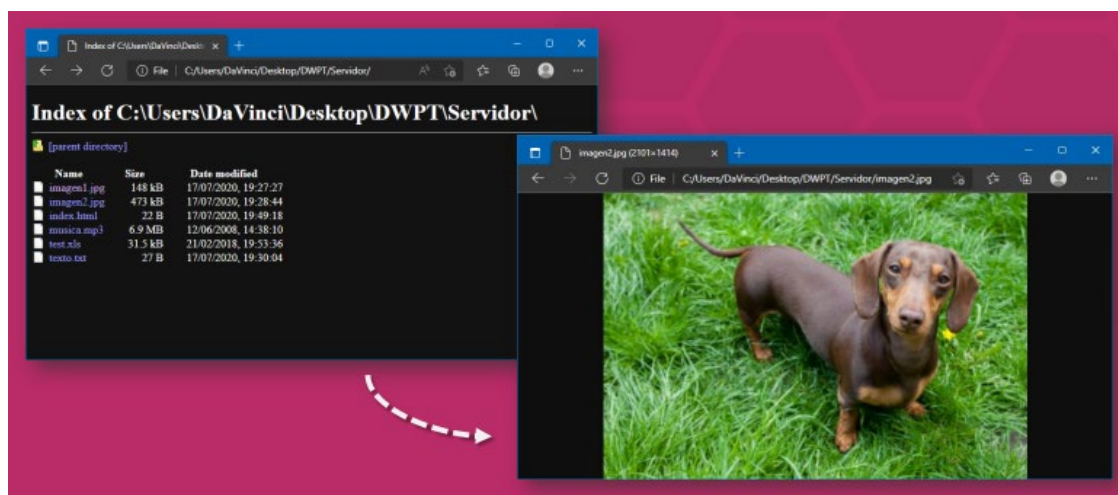 Index of C:\Users\DaVinci\Deskt
File C:/Users/DaVinci/Desktop/DWPT/Servidor/
Index of C:\Users\DaVinci\Desktop\DWPT\Servidor\
[parent directory]
Name Size Date modified
imagen1.jpg 148 kB 17/07/2020, 19:27:27
imagen2.jpg 473 kB 17/07/2020, 19:28:44
index.html 22 B 17/07/2020, 19:49:18
musica.mp3 6.9 MB 12/06/2008, 14:38:10
test.xls 31.5 kB 21/02/2018, 19:53:36
texto.txt 27 B 17/07/2020, 19:30:04
imagen2.jpg (2101×1414)
File C:/Users/DaVinci/Desktop/DWPT/Servidor/imagen2.jpg